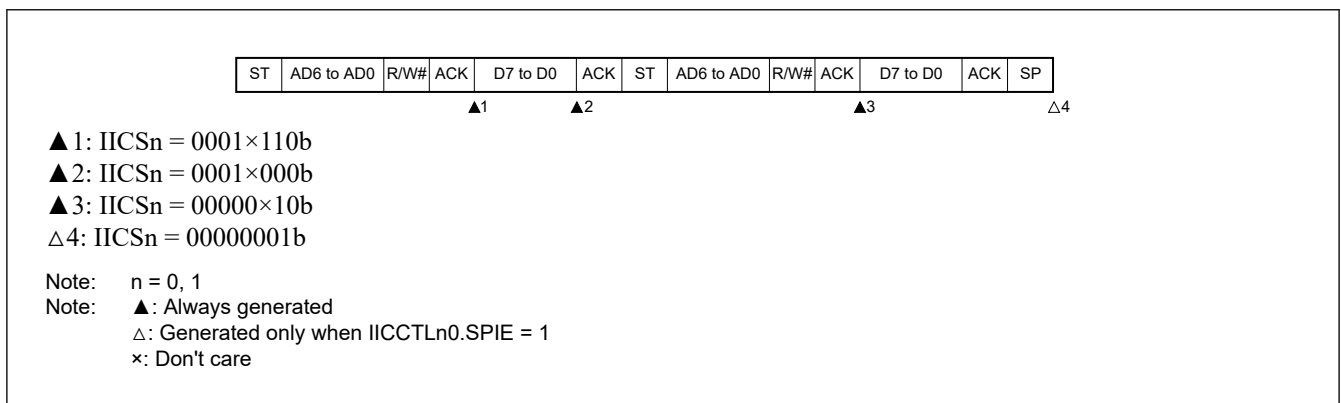 ST AD6 to AD0 R/W# ACK D7 to D0 ACK ST AD6 to AD0 R/W# ACK D7 to D0 ACK SP
▲1 ▲2 ▲3 △4
▲1: IICSn = 0001×110b
▲2: IICSn = 0001×000b
▲3: IICSn = 00000×10b
△4: IICSn = 00000001b
Note: n = 0, 1
Note: ▲: Always generated
△: Generated only when IICCTLn0.SPIE = 1
×: Don't care